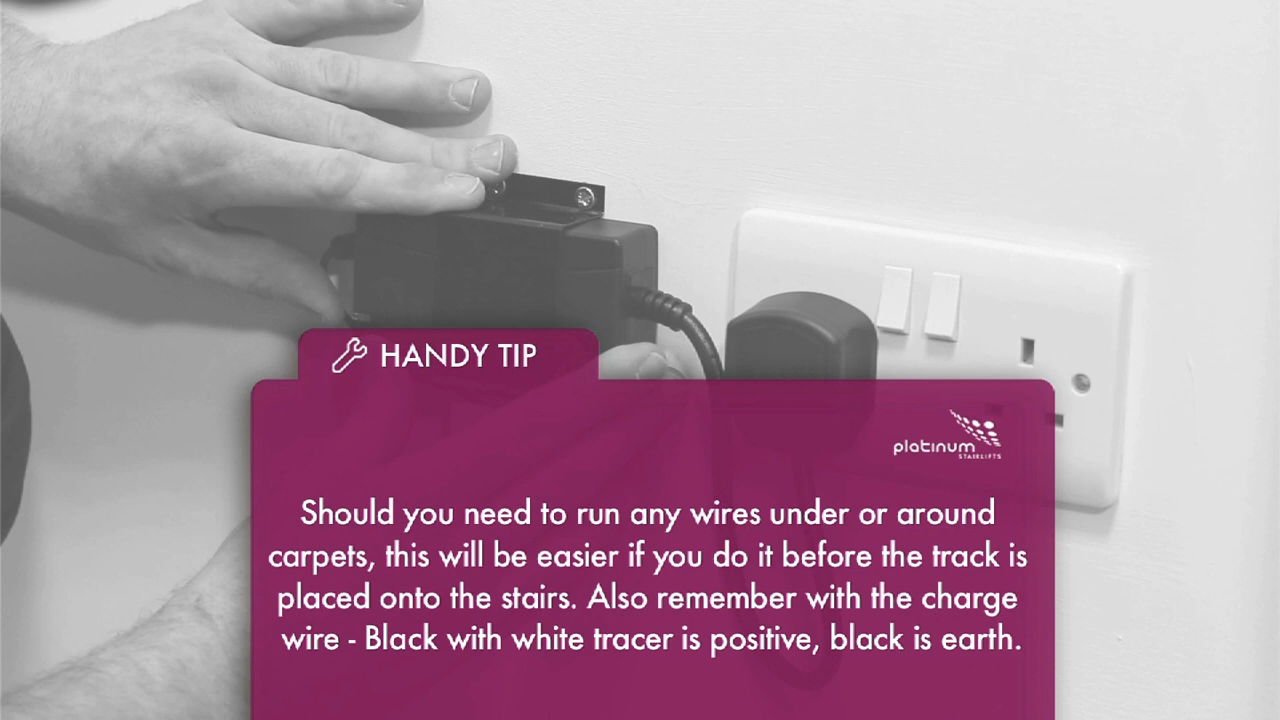 HANDY TIP
platinum
STAIRLIFTS
Should you need to run any wires under or around
carpets, this will be easier if you do it before the track is
placed onto the stairs. Also remember with the charge
wire - Black with white tracer is positive, black is earth.